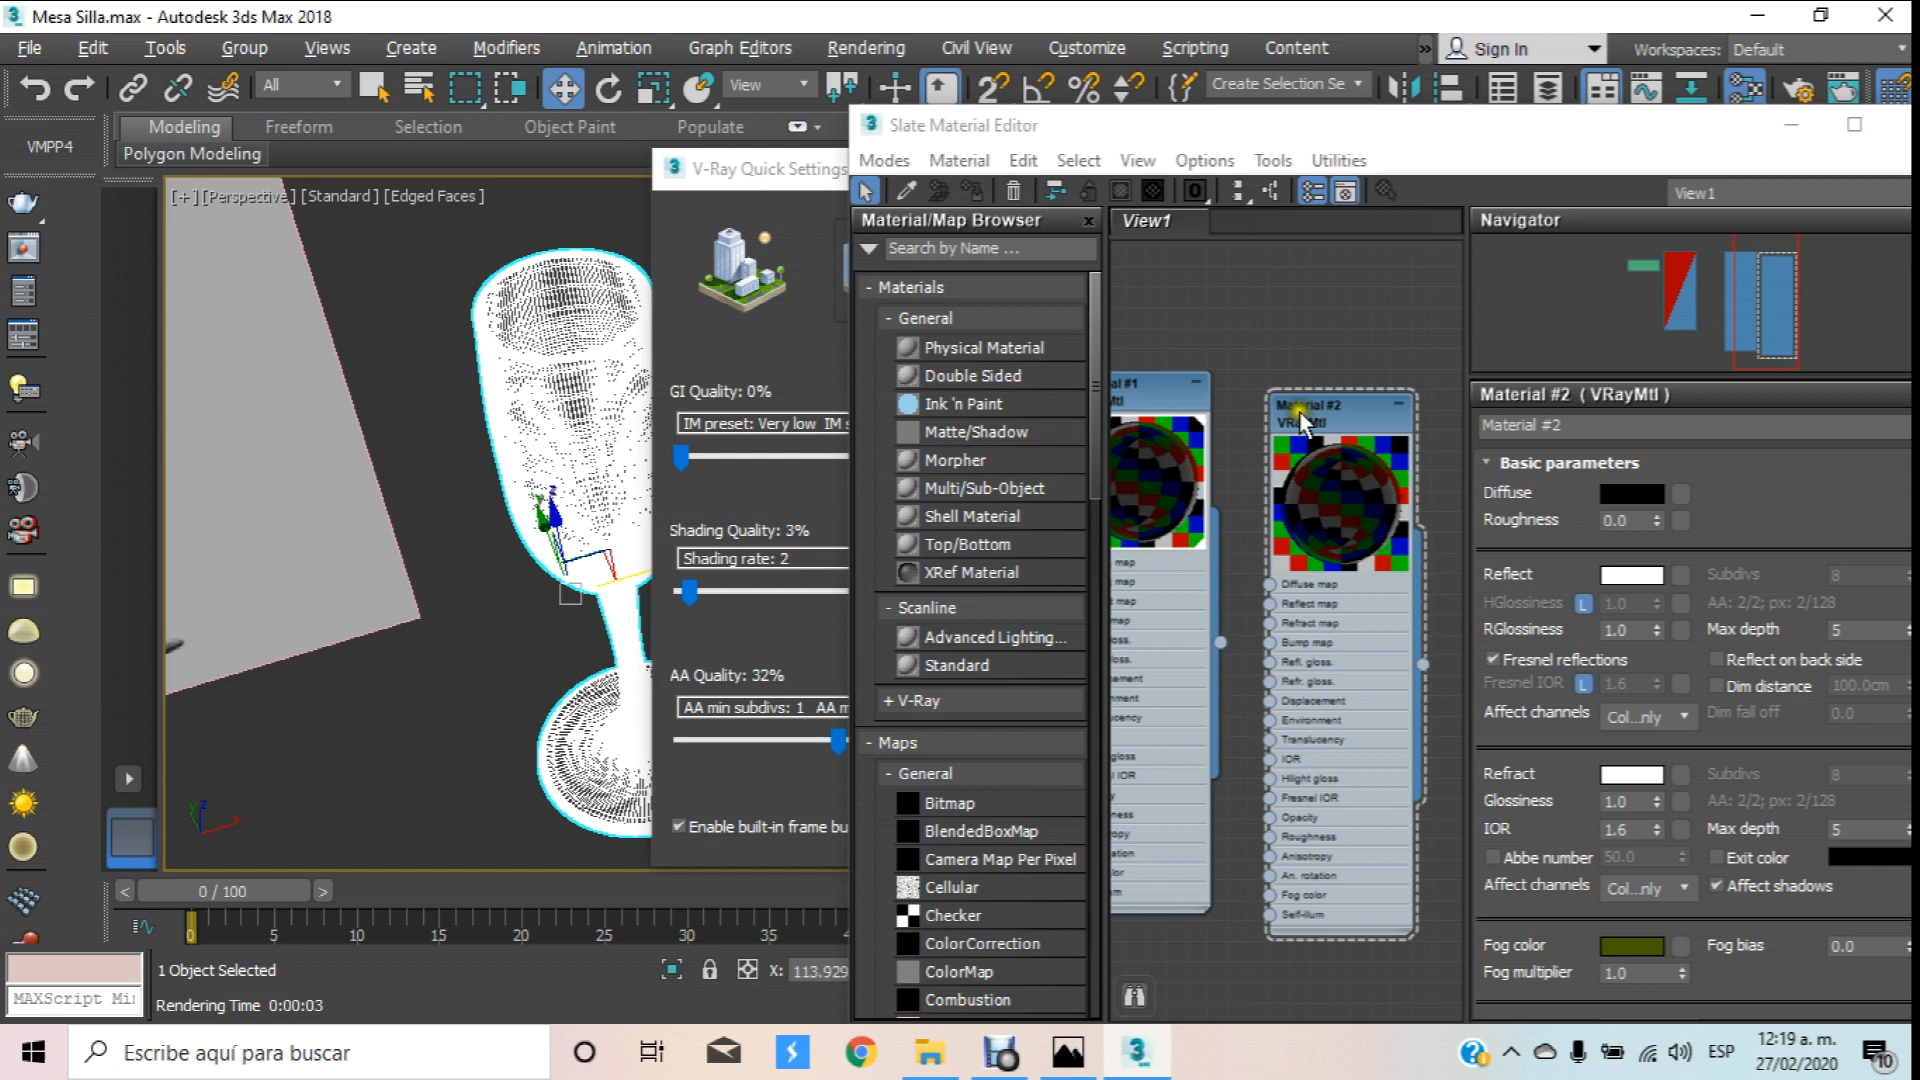 Mesa Silla.max - Autodesk 3ds Max 2018
File Edit Tools Group Views Create Modifiers Animation Graph Editors Rendering Civil View Customize Scripting Content » Sign In Workspaces: Default
All View Create Selection Se
Modeling Freeform Selection Object Paint Populate
VMPP4
Polygon Modeling
[+] [Perspective] [Standard] [Edged Faces]
V-Ray Quick Settings
GI Quality: 0%
IM preset: Very low IM s
Shading Quality: 3%
Shading rate: 2
AA Quality: 32%
AA min subdivs: 1 AA m
Enable built-in frame bu
Slate Material Editor
Modes Material Edit Select View Options Tools Utilities
View1
Material/Map Browser
Search by Name ...
- Materials
- General
Physical Material
Double Sided
Ink 'n Paint
Matte/Shadow
Morpher
Multi/Sub-Object
Shell Material
Top/Bottom
XRef Material
- Scanline
Advanced Lighting...
Standard
+ V-Ray
- Maps
- General
Bitmap
BlendedBoxMap
Camera Map Per Pixel
Cellular
Checker
ColorCorrection
ColorMap
Combustion
View1
al #1
Material #2
Diffuse map
Reflect map
Refract map
Bump map
Refl. gloss.
Refr. gloss.
Displacement
Environment
Translucency
IOR
Hilight gloss
Fresnel IOR
Opacity
Roughness
Anisotropy
An. rotation
Fog color
Self-illum
Navigator
Material #2 ( VRayMtl )
Material #2
Basic parameters
Diffuse
Roughness 0.0
Reflect Subdivs 8
HGlossiness L 1.0 AA: 2/2; px: 2/128
RGlossiness 1.0 Max depth 5
Fresnel reflections Reflect on back side
Fresnel IOR L 1.6 Dim distance 100.0cm
Affect channels Col...nly Dim fall off 0.0
Refract Subdivs 8
Glossiness 1.0 AA: 2/2; px: 2/128
IOR 1.6 Max depth 5
Abbe number 50.0 Exit color
Affect channels Col...nly Affect shadows
Fog color Fog bias 0.0
Fog multiplier 1.0
< 0 / 100 >
0 5 10 15 20 25 30 35
1 Object Selected X: 113.929
MAXScript Mi
Rendering Time 0:00:03
Escribe aquí para buscar
ESP
12:19 a. m.
27/02/2020
10